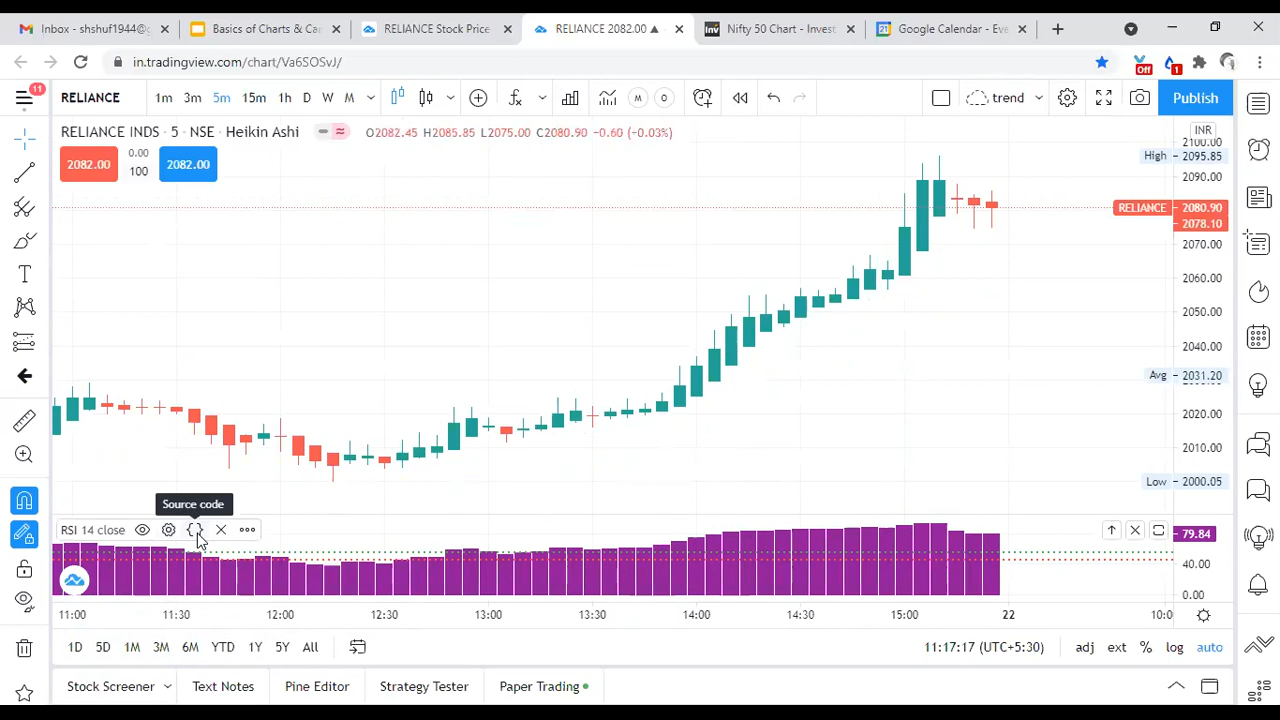 Inbox - shshuf1944@g
Basics of Charts & Ca
RELIANCE Stock Price
RELIANCE 2082.00 ▲
Nifty 50 Chart - Invest
Google Calendar - Eve
in.tradingview.com/chart/Va6SOSvJ/
Off
1
11
RELIANCE
1m 3m 5m 15m 1h D W M
M
O
trend
Publish
RELIANCE INDS · 5 · NSE · Heikin Ashi
O2082.45 H2085.85 L2075.00 C2080.90 -0.60 (-0.03%)
INR
2082.00
0.00
100
2082.00
2100.00
High 2095.85
2090.00
RELIANCE 2080.90
2078.10
2070.00
2060.00
2050.00
2040.00
Avg 2031.20
2020.00
2010.00
Low 2000.05
Source code
RSI 14 close
79.84
40.00
0.00
11:00 11:30 12:00 12:30 13:00 13:30 14:00 14:30 15:00 22 10:0
1D 5D 1M 3M 6M YTD 1Y 5Y All
11:17:17 (UTC+5:30)
adj ext % log auto
Stock Screener
Text Notes
Pine Editor
Strategy Tester
Paper Trading